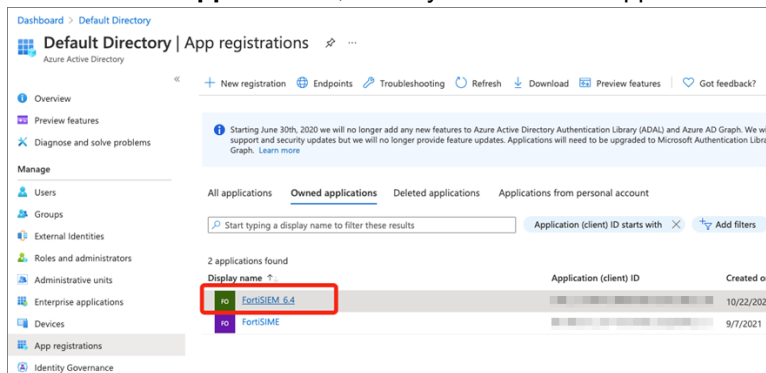 Dashboard > Default Directory
Default Directory | App registrations
Azure Active Directory
New registration Endpoints Troubleshooting Refresh Download Preview features Got feedback?
Overview
Preview features
Diagnose and solve problems
Manage
Users
Groups
External Identities
Roles and administrators
Administrative units
Enterprise applications
Devices
App registrations
Identity Governance
Starting June 30th, 2020 we will no longer add any new features to Azure Active Directory Authentication Library (ADAL) and Azure AD Graph. We wi
support and security updates but we will no longer provide feature updates. Applications will need to be upgraded to Microsoft Authentication Libra
Graph. Learn more
All applications Owned applications Deleted applications Applications from personal account
Start typing a display name to filter these results Application (client) ID starts with Add filters
2 applications found
Display name Application (client) ID Created o
FO FortiSIEM 6.4 10/22/202
FO FortiSIME 9/7/2021